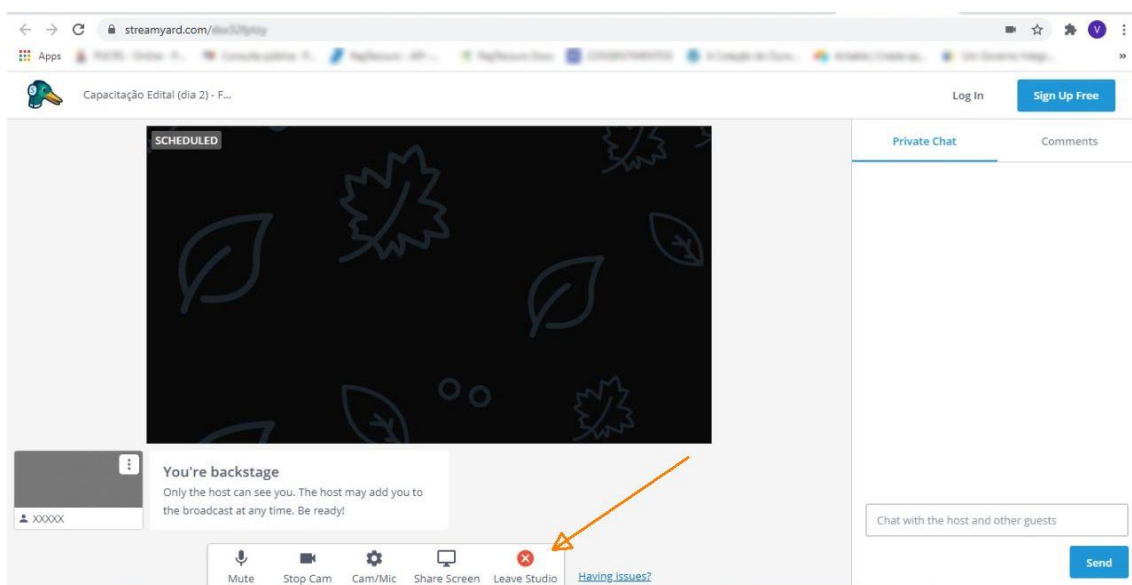 streamyard.com/
Apps
Capacitação Edital (dia 2) - F...
Log In
Sign Up Free
SCHEDULED
Private Chat
Comments
You're backstage
Only the host can see you. The host may add you to
the broadcast at any time. Be ready!
XXXXX
Chat with the host and other guests
Send
Mute
Stop Cam
Cam/Mic
Share Screen
Leave Studio
Having issues?
V